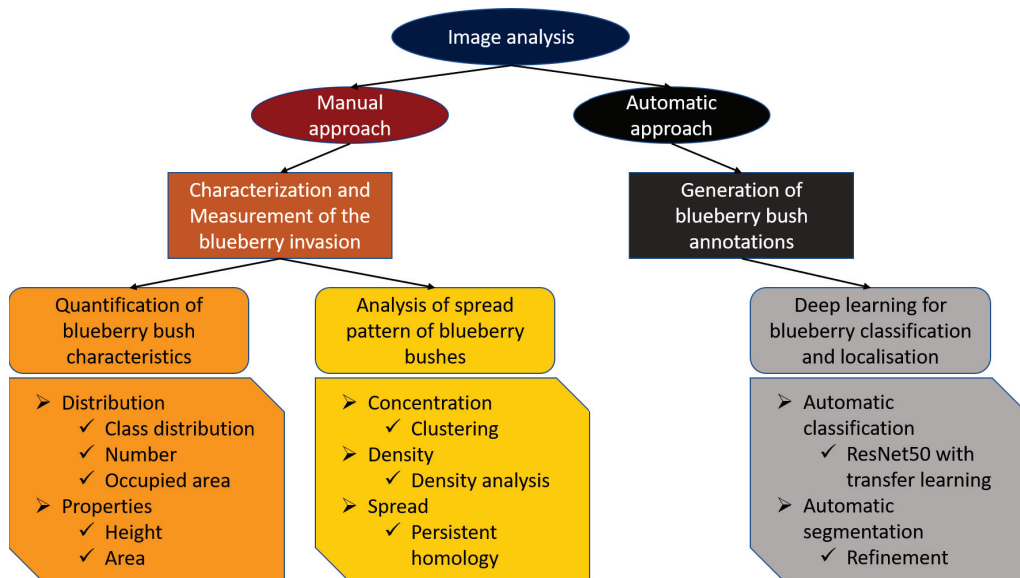 Image analysis
Manual
approach
Automatic
approach
Characterization and
Measurement of the
blueberry invasion
Generation of
blueberry bush
annotations
Quantification of
blueberry bush
characteristics
Analysis of spread
pattern of blueberry
bushes
Deep learning for
blueberry classification
and localisation
➢ Distribution
✓ Class distribution
✓ Number
✓ Occupied area
➢ Properties
✓ Height
✓ Area
➢ Concentration
✓ Clustering
➢ Density
✓ Density analysis
➢ Spread
✓ Persistent
homology
➢ Automatic
classification
✓ ResNet50 with
transfer learning
➢ Automatic
segmentation
✓ Refinement